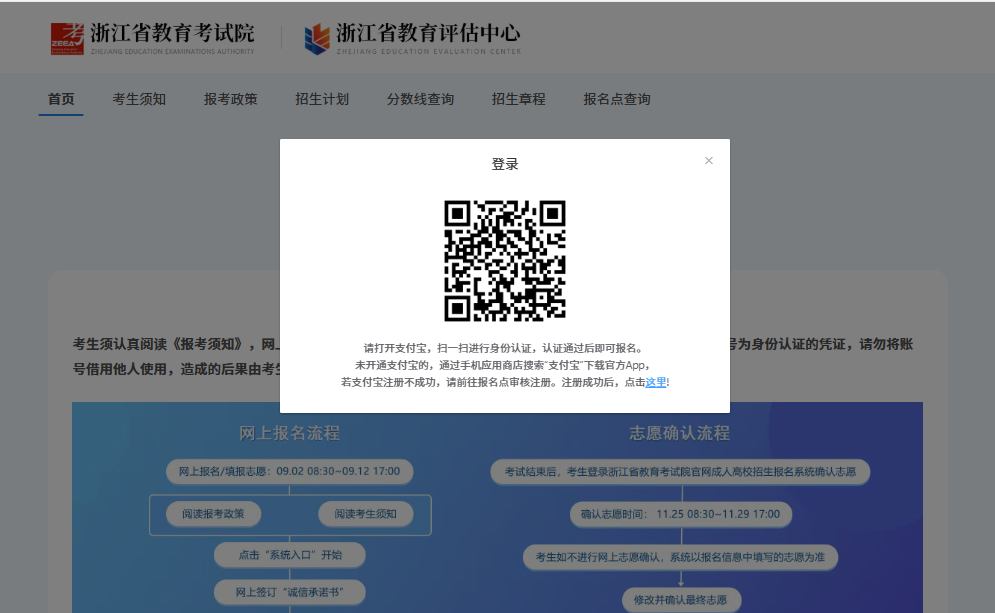 浙江省教育考试院
ZHEJIANG EDUCATION EXAMINATIONS AUTHORITY
浙江省教育评估中心
ZHEJIANG EDUCATION EVALUATION CENTER
ZEEA
首页 考生须知 报考政策 招生计划 分数线查询 招生章程 报名点查询
登录
×
请打开支付宝，扫一扫进行身份认证，认证通过后即可报名。
未开通支付宝的，通过手机应用商店搜索“支付宝”下载官方App，
若支付宝注册不成功，请前往报名点审核注册。注册成功后，点击这里!
考生须认真阅读《报考须知》，网上 号为身份认证的凭证，请勿将账
号借用他人使用，造成的后果由考生
网上报名流程
网上报名/填报志愿：09.02 08:30~09.12 17:00
阅读报考政策 阅读考生须知
点击“系统入口”开始
网上签订“诚信承诺书”
志愿确认流程
考试结束后，考生登录浙江省教育考试院官网成人高校招生报名系统确认志愿
确认志愿时间： 11.25 08:30~11.29 17:00
考生如不进行网上志愿确认，系统以报名信息中填写的志愿为准
修改并确认最终志愿